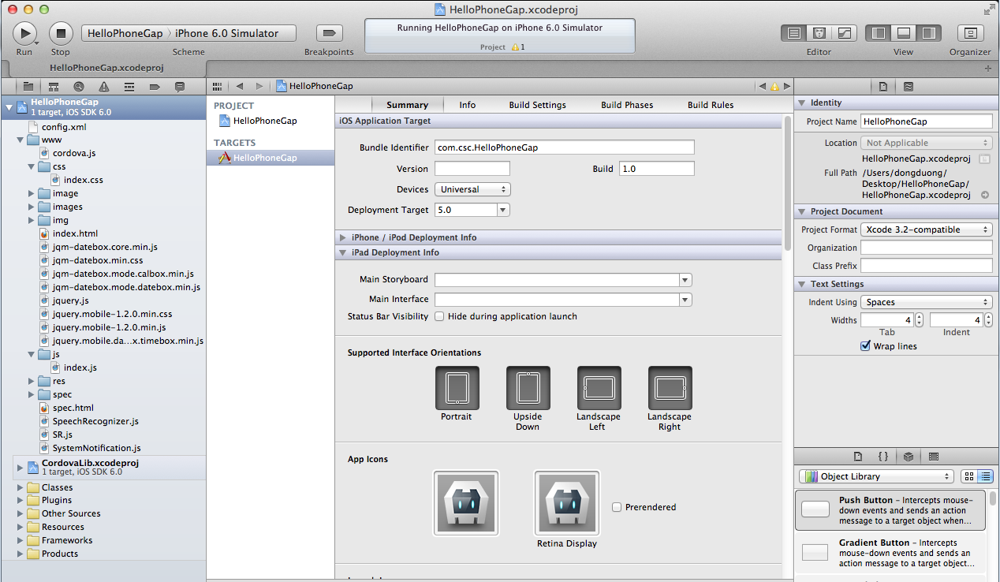 HelloPhoneGap.xcodeproj
Run
Stop
HelloPhoneGap
iPhone 6.0 Simulator
Scheme
Breakpoints
Running HelloPhoneGap on iPhone 6.0 Simulator
Project 1
Editor
View
Organizer
HelloPhoneGap.xcodeproj
HelloPhoneGap
HelloPhoneGap
1 target, iOS SDK 6.0
config.xml
www
cordova.js
css
index.css
image
images
img
index.html
jqm-datebox.core.min.js
jqm-datebox.min.css
jqm-datebox.mode.calbox.min.js
jqm-datebox.mode.datebox.min.js
jquery.js
jquery.mobile-1.2.0.min.css
jquery.mobile-1.2.0.min.js
jquery.mobile.da...x.timebox.min.js
js
index.js
res
spec
spec.html
SpeechRecognizer.js
SR.js
SystemNotification.js
CordovaLib.xcodeproj
1 target, iOS SDK 6.0
Classes
Plugins
Other Sources
Resources
Frameworks
Products
PROJECT
HelloPhoneGap
TARGETS
HelloPhoneGap
Summary
Info
Build Settings
Build Phases
Build Rules
iOS Application Target
Bundle Identifier com.csc.HelloPhoneGap
Version
Build 1.0
Devices Universal
Deployment Target 5.0
iPhone / iPod Deployment Info
iPad Deployment Info
Main Storyboard
Main Interface
Status Bar Visibility Hide during application launch
Supported Interface Orientations
Portrait
Upside
Down
Landscape
Left
Landscape
Right
App Icons
Retina Display
Prerendered
Identity
Project Name HelloPhoneGap
Location Not Applicable
HelloPhoneGap.xcodeproj
Full Path /Users/dongduong/
Desktop/HelloPhoneGap/
HelloPhoneGap.xcodeproj
Project Document
Project Format Xcode 3.2-compatible
Organization
Class Prefix
Text Settings
Indent Using Spaces
Widths 4 4
Tab Indent
Wrap lines
{}
Object Library
Push Button – Intercepts mouse-
down events and sends an action
message to a target object when...
Gradient Button – Intercepts
mouse-down events and sends an
action message to a target object...